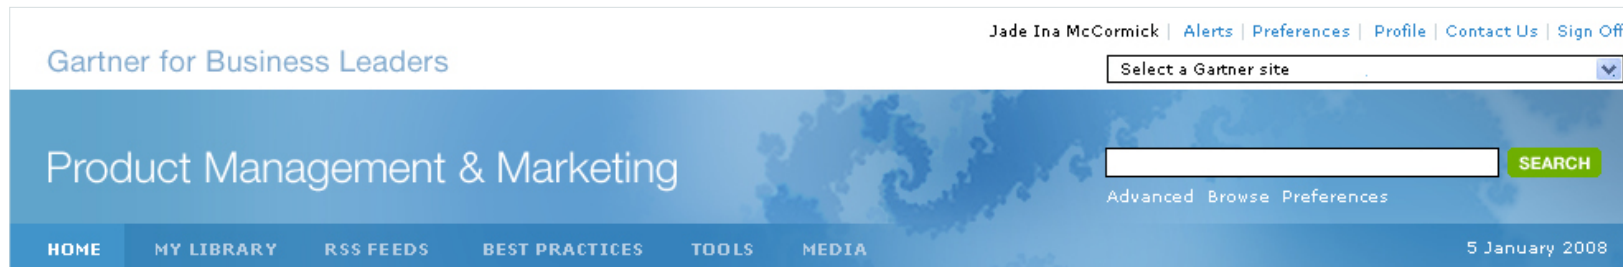 Jade Ina McCormick | Alerts | Preferences | Profile | Contact Us | Sign Off
Gartner for Business Leaders
Select a Gartner site
Product Management & Marketing
SEARCH
Advanced Browse Preferences
HOME MY LIBRARY RSS FEEDS BEST PRACTICES TOOLS MEDIA 5 January 2008